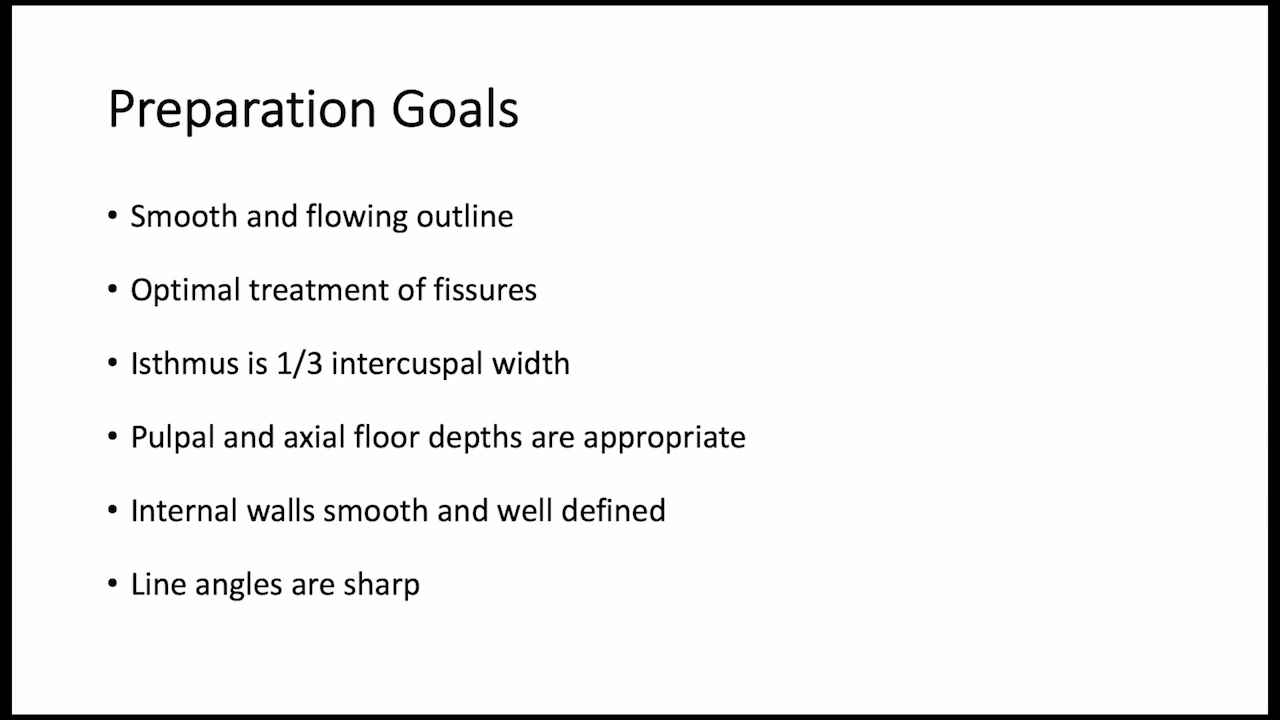 Preparation Goals
• Smooth and flowing outline
• Optimal treatment of fissures
• Isthmus is 1/3 intercuspal width
• Pulpal and axial floor depths are appropriate
• Internal walls smooth and well defined
• Line angles are sharp